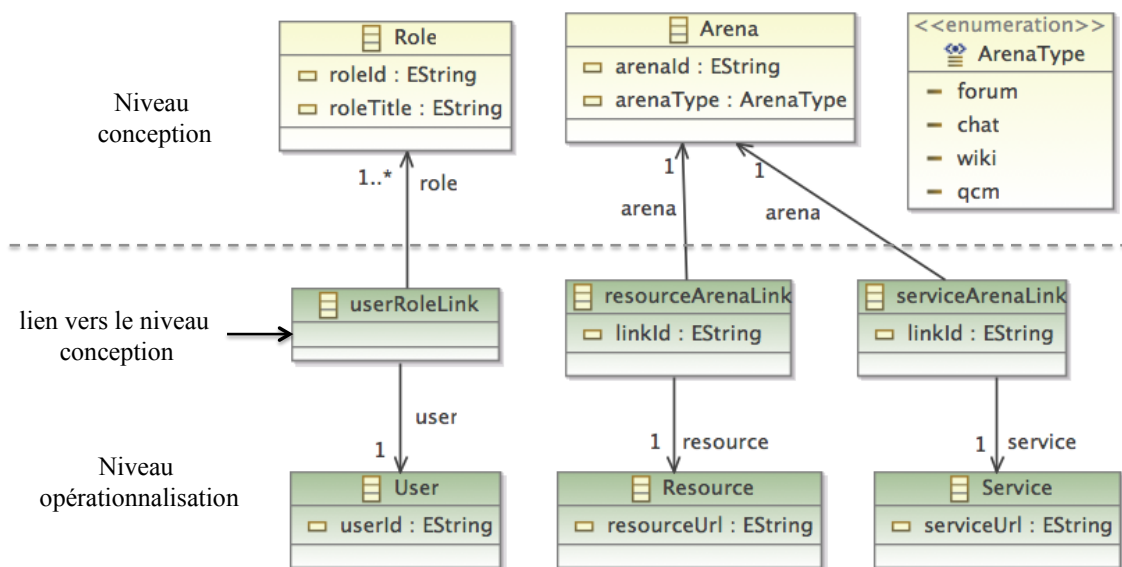 <<enumeration>>
Role
Arena
ArenaType
roleId : EString
arenaId : EString
forum
Niveau
conception
roleTitle : EString
arenaType : ArenaType
chat
wiki
qcm
1..*
role
1
1
arena
arena
lien vers le niveau
conception
userRoleLink
resourceArenaLink
serviceArenaLink
linkId : EString
linkId : EString
user
1
1
resource
1
service
Niveau
opérationnalisation
User
Resource
Service
userId : EString
resourceUrl : EString
serviceUrl : EString